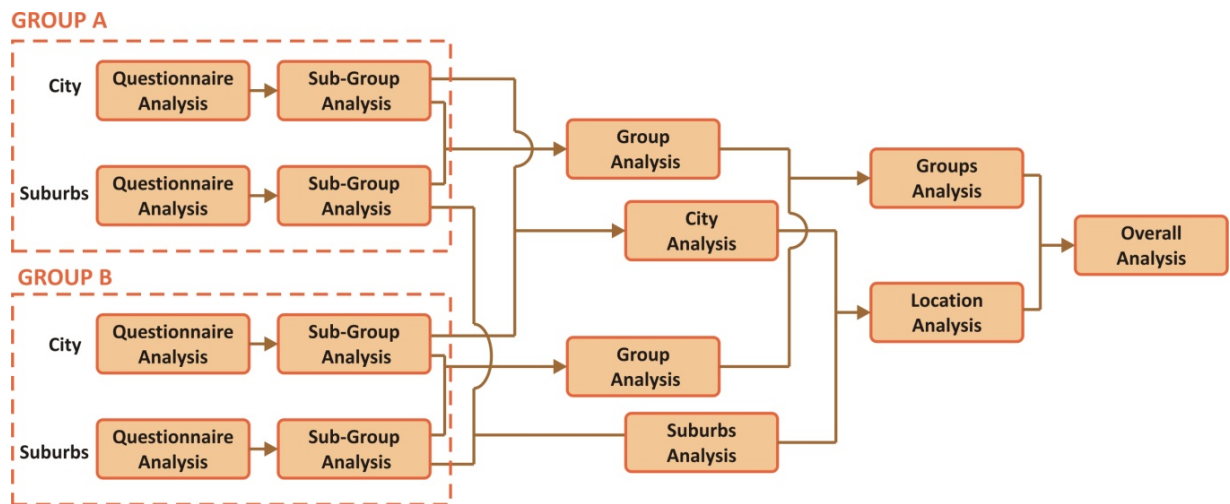 GROUP A
City
Questionnaire
Analysis
Sub-Group
Analysis
Suburbs
Questionnaire
Analysis
Sub-Group
Analysis
GROUP B
City
Questionnaire
Analysis
Sub-Group
Analysis
Suburbs
Questionnaire
Analysis
Sub-Group
Analysis
Group
Analysis
City
Analysis
Group
Analysis
Suburbs
Analysis
Groups
Analysis
Location
Analysis
Overall
Analysis